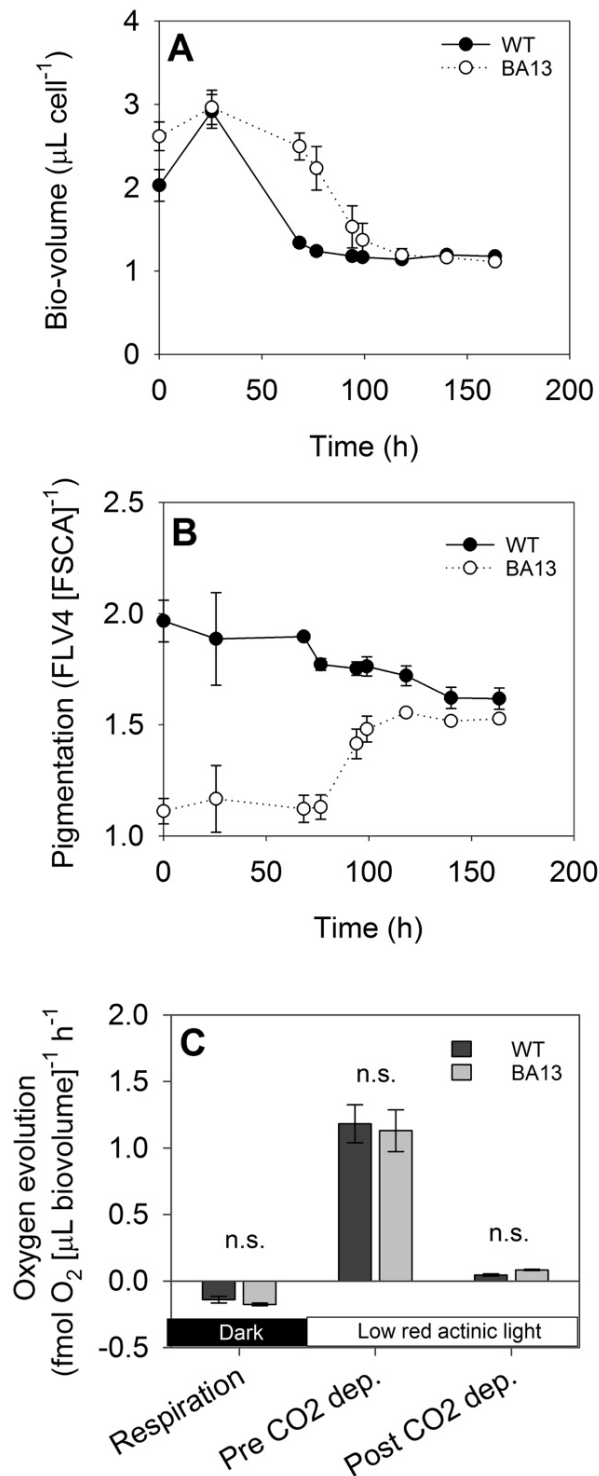 A
WT
BA13
Bio-volume (µL cell⁻¹)
4
3
2
1
0
0 50 100 150 200
Time (h)
B
WT
BA13
Pigmentation (FLV4 [FSCA]⁻¹)
2.5
2.0
1.5
1.0
0 50 100 150 200
Time (h)
C
WT
BA13
Oxygen evolution
(fmol O₂ [µL biovolume]⁻¹ h⁻¹)
2.0
1.5
1.0
0.5
0.0
-0.5
n.s.
n.s.
n.s.
Dark
Low red actinic light
Respiration
Pre CO2 dep.
Post CO2 dep.